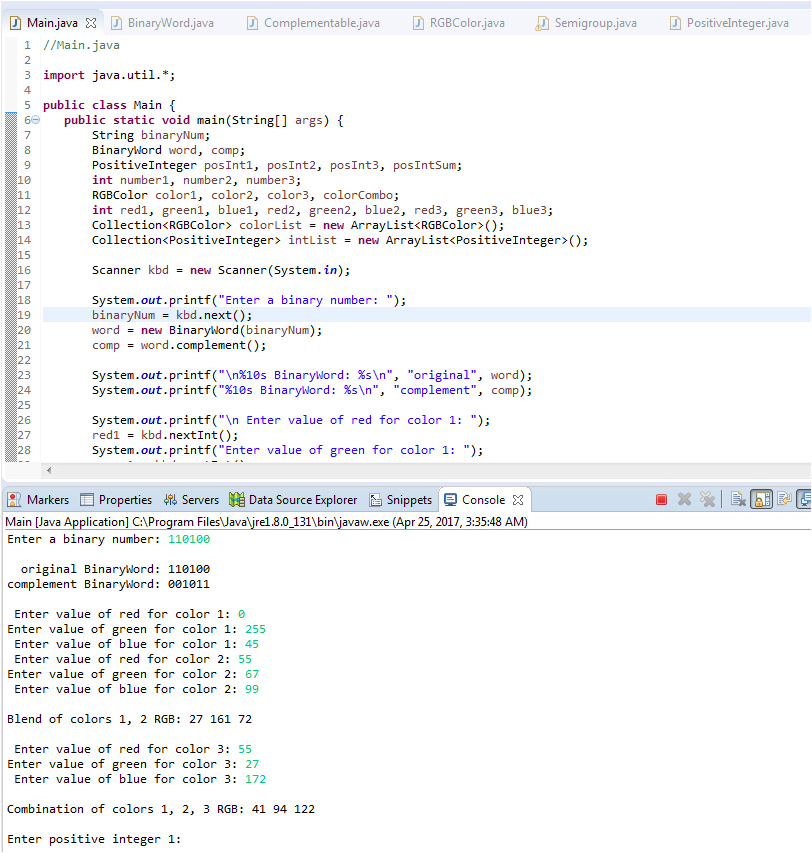 Main.java BinaryWord.java Complementable.java RGBColor.java Semigroup.java PositiveInteger.java
1 //Main.java
2
3 import java.util.*;
4
5 public class Main {
6 public static void main(String[] args) {
7 String binaryNum;
8 BinaryWord word, comp;
9 PositiveInteger posInt1, posInt2, posInt3, posIntSum;
10 int number1, number2, number3;
11 RGBColor color1, color2, color3, colorCombo;
12 int red1, green1, blue1, red2, green2, blue2, red3, green3, blue3;
13 Collection<RGBColor> colorList = new ArrayList<RGBColor>();
14 Collection<PositiveInteger> intList = new ArrayList<PositiveInteger>();
15
16 Scanner kbd = new Scanner(System.in);
17
18 System.out.printf("Enter a binary number: ");
19 binaryNum = kbd.next();
20 word = new BinaryWord(binaryNum);
21 comp = word.complement();
22
23 System.out.printf("\n%10s BinaryWord: %s\n", "original", word);
24 System.out.printf("%10s BinaryWord: %s\n", "complement", comp);
25
26 System.out.printf("\n Enter value of red for color 1: ");
27 red1 = kbd.nextInt();
28 System.out.printf("Enter value of green for color 1: ");
Markers Properties Servers Data Source Explorer Snippets Console
Main [Java Application] C:\Program Files\Java\jre1.8.0_131\bin\javaw.exe (Apr 25, 2017, 3:35:48 AM)
Enter a binary number: 110100
original BinaryWord: 110100
complement BinaryWord: 001011
Enter value of red for color 1: 0
Enter value of green for color 1: 255
Enter value of blue for color 1: 45
Enter value of red for color 2: 55
Enter value of green for color 2: 67
Enter value of blue for color 2: 99
Blend of colors 1, 2 RGB: 27 161 72
Enter value of red for color 3: 55
Enter value of green for color 3: 27
Enter value of blue for color 3: 172
Combination of colors 1, 2, 3 RGB: 41 94 122
Enter positive integer 1: